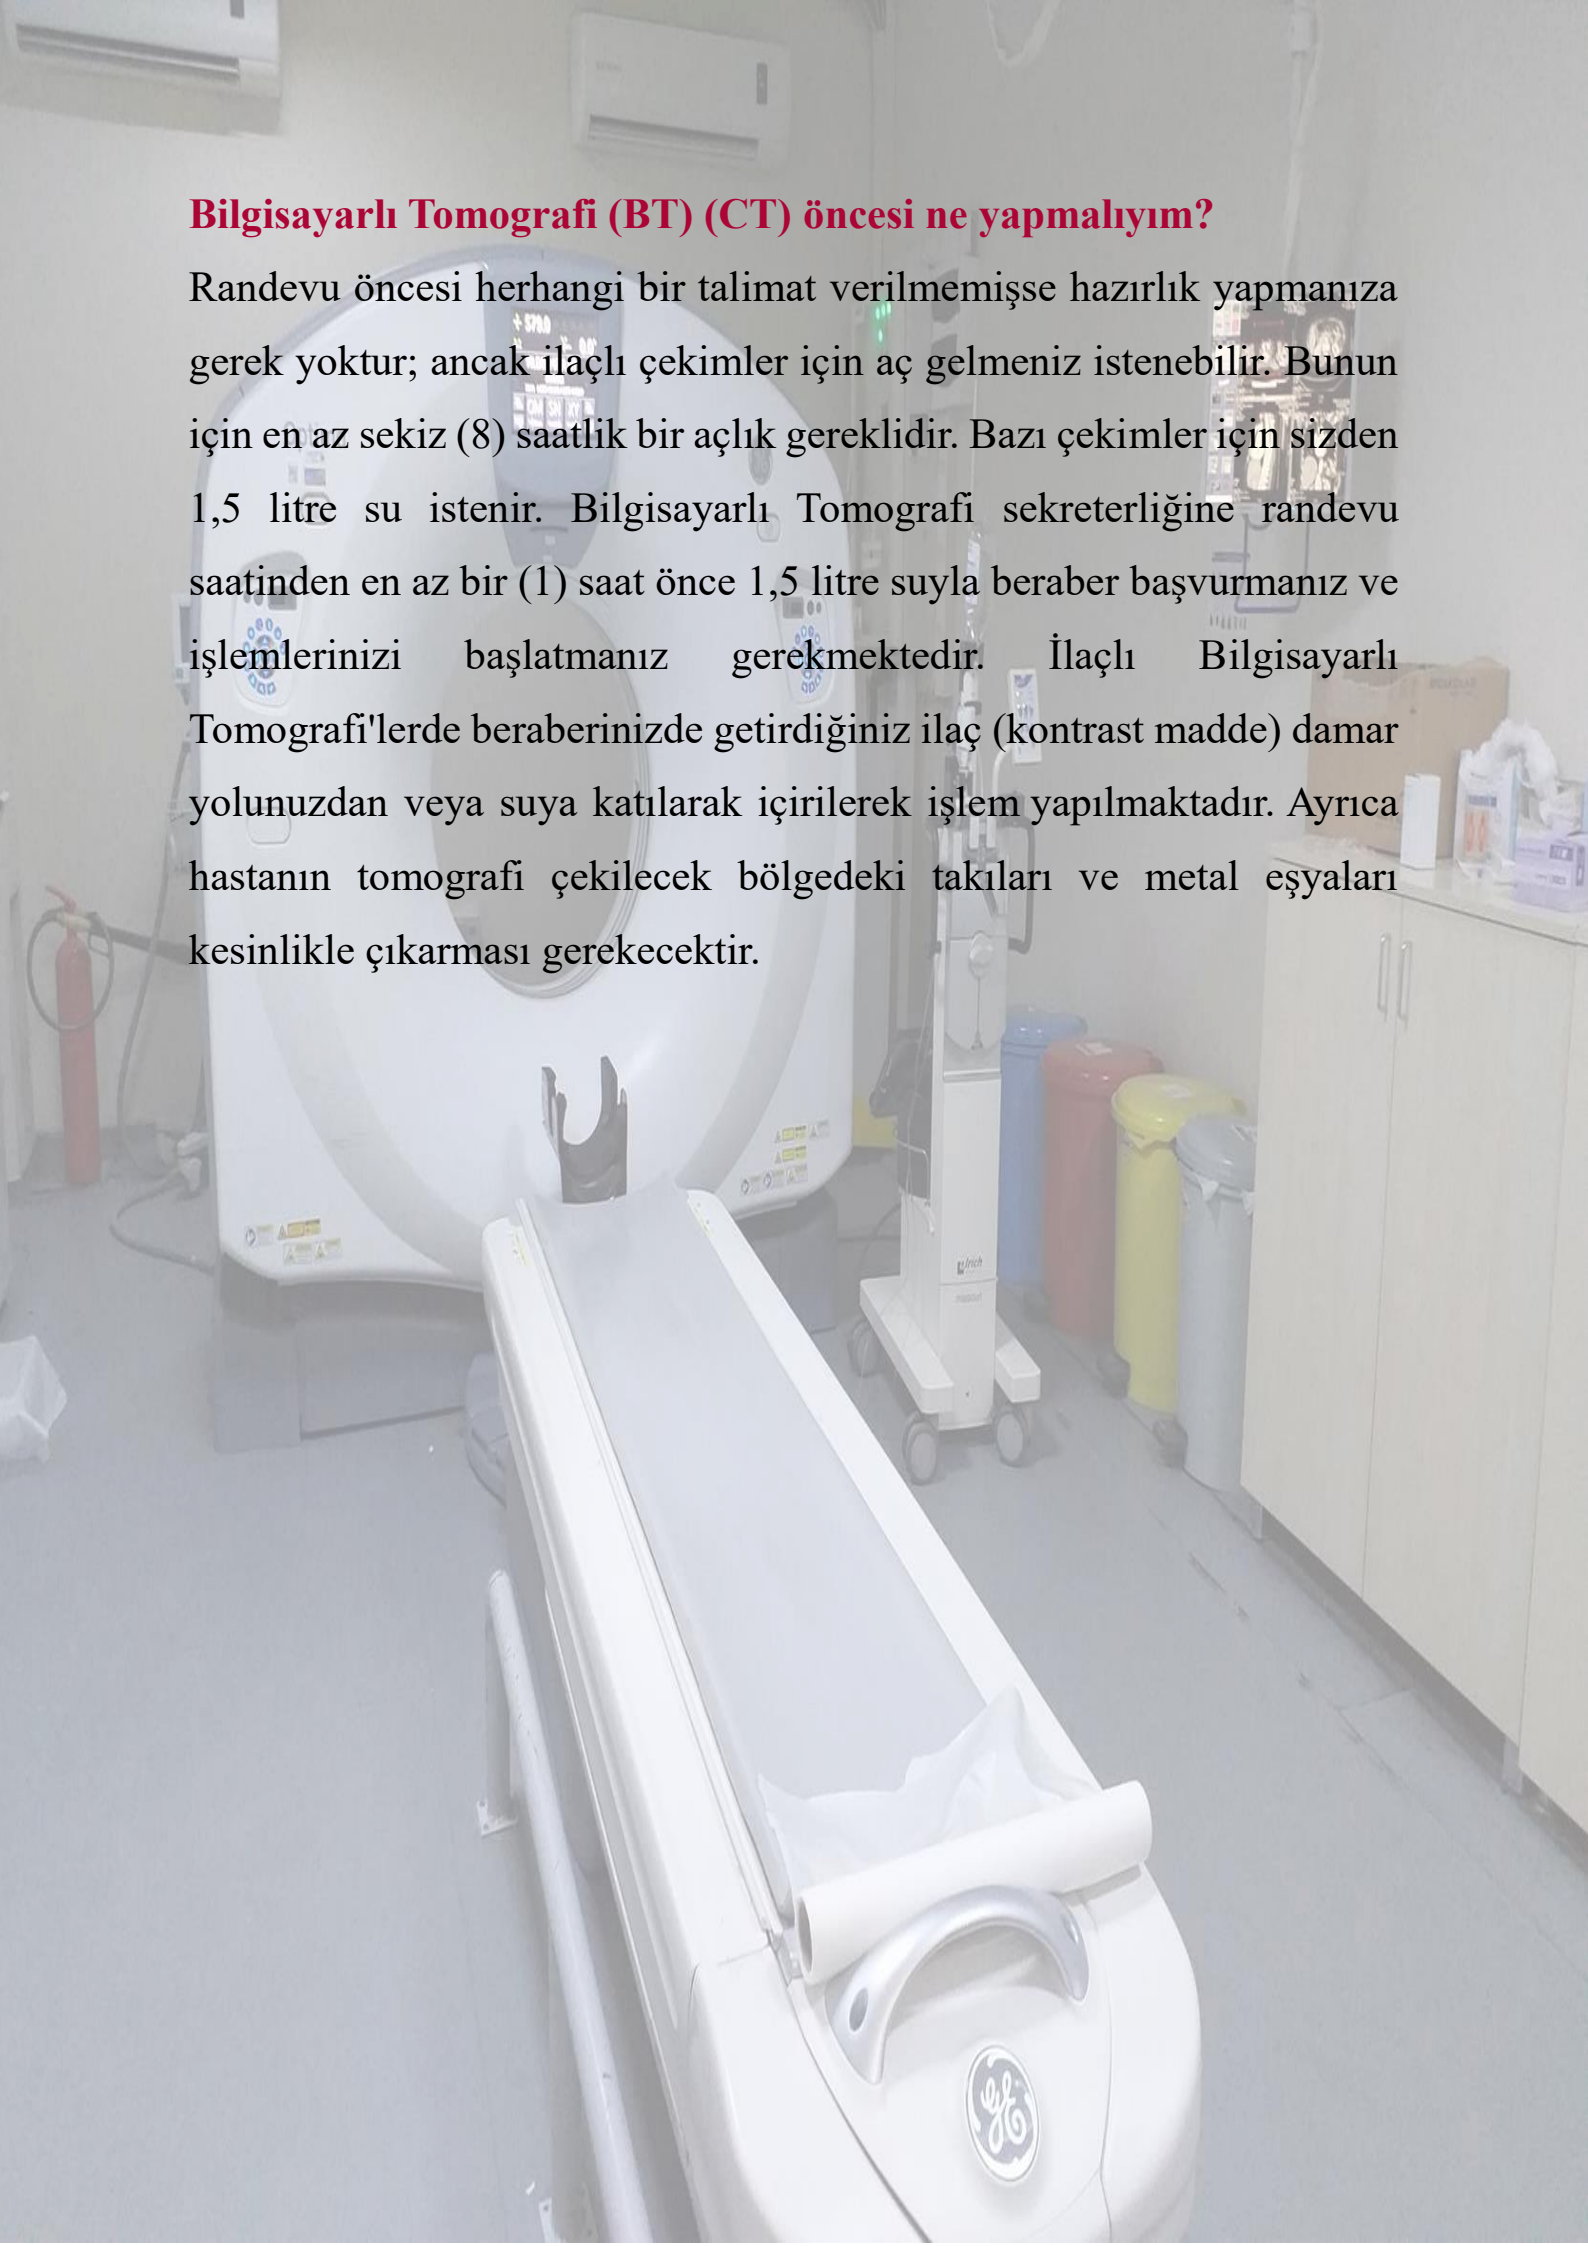 Bilgisayarlı Tomografi (BT) (CT) öncesi ne yapmalıyım?
Randevu öncesi herhangi bir talimat verilmemişse hazırlık yapmanıza
gerek yoktur; ancak ilaçlı çekimler için aç gelmeniz istenebilir. Bunun
için en az sekiz (8) saatlik bir açlık gereklidir. Bazı çekimler için sizden
1,5 litre su istenir. Bilgisayarlı Tomografi sekreterliğine randevu
saatinden en az bir (1) saat önce 1,5 litre suyla beraber başvurmanız ve
işlemlerinizi başlatmanız gerekmektedir. İlaçlı Bilgisayarlı
Tomografi'lerde beraberinizde getirdiğiniz ilaç (kontrast madde) damar
yolunuzdan veya suya katılarak içirilerek işlem yapılmaktadır. Ayrıca
hastanın tomografi çekilecek bölgedeki takıları ve metal eşyaları
kesinlikle çıkarması gerekecektir.
ulrich
GE